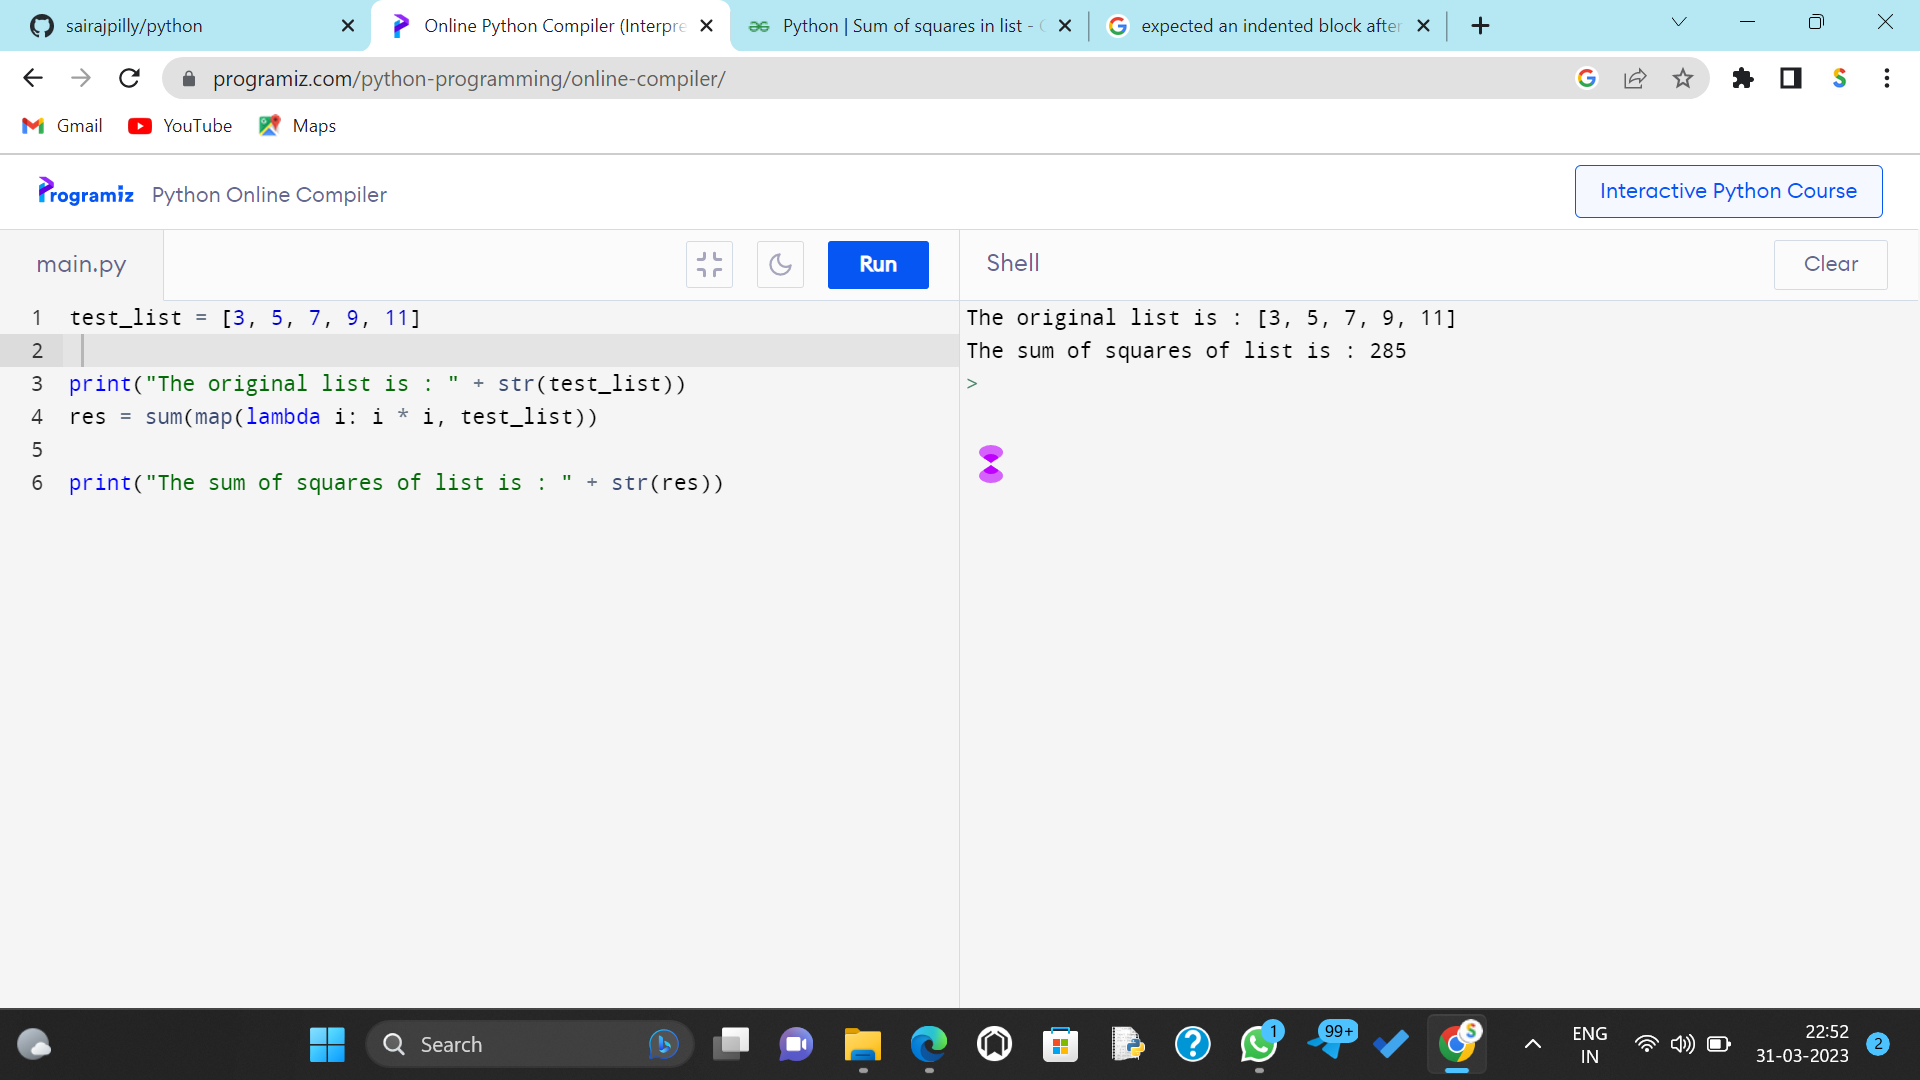 sairajpilly/python
Online Python Compiler (Interpre
Python | Sum of squares in list -
expected an indented block after
programiz.com/python-programming/online-compiler/
Gmail
YouTube
Maps
Programiz
Python Online Compiler
Interactive Python Course
main.py
Run
Shell
Clear
1 test_list = [3, 5, 7, 9, 11]
2
3 print("The original list is : " + str(test_list))
4 res = sum(map(lambda i: i * i, test_list))
5
6 print("The sum of squares of list is : " + str(res))
The original list is : [3, 5, 7, 9, 11]
The sum of squares of list is : 285
>
Search
1
99+
S
ENG
IN
22:52
31-03-2023
2